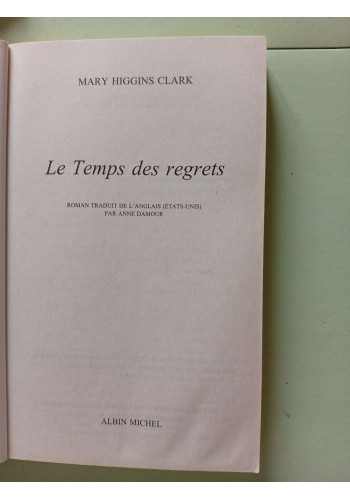 MARY HIGGINS CLARK
Le Temps des regrets
ROMAN TRADUIT DE L'ANGLAIS (ÉTATS-UNIS)
PAR ANNE DAMOUR
ALBIN MICHEL